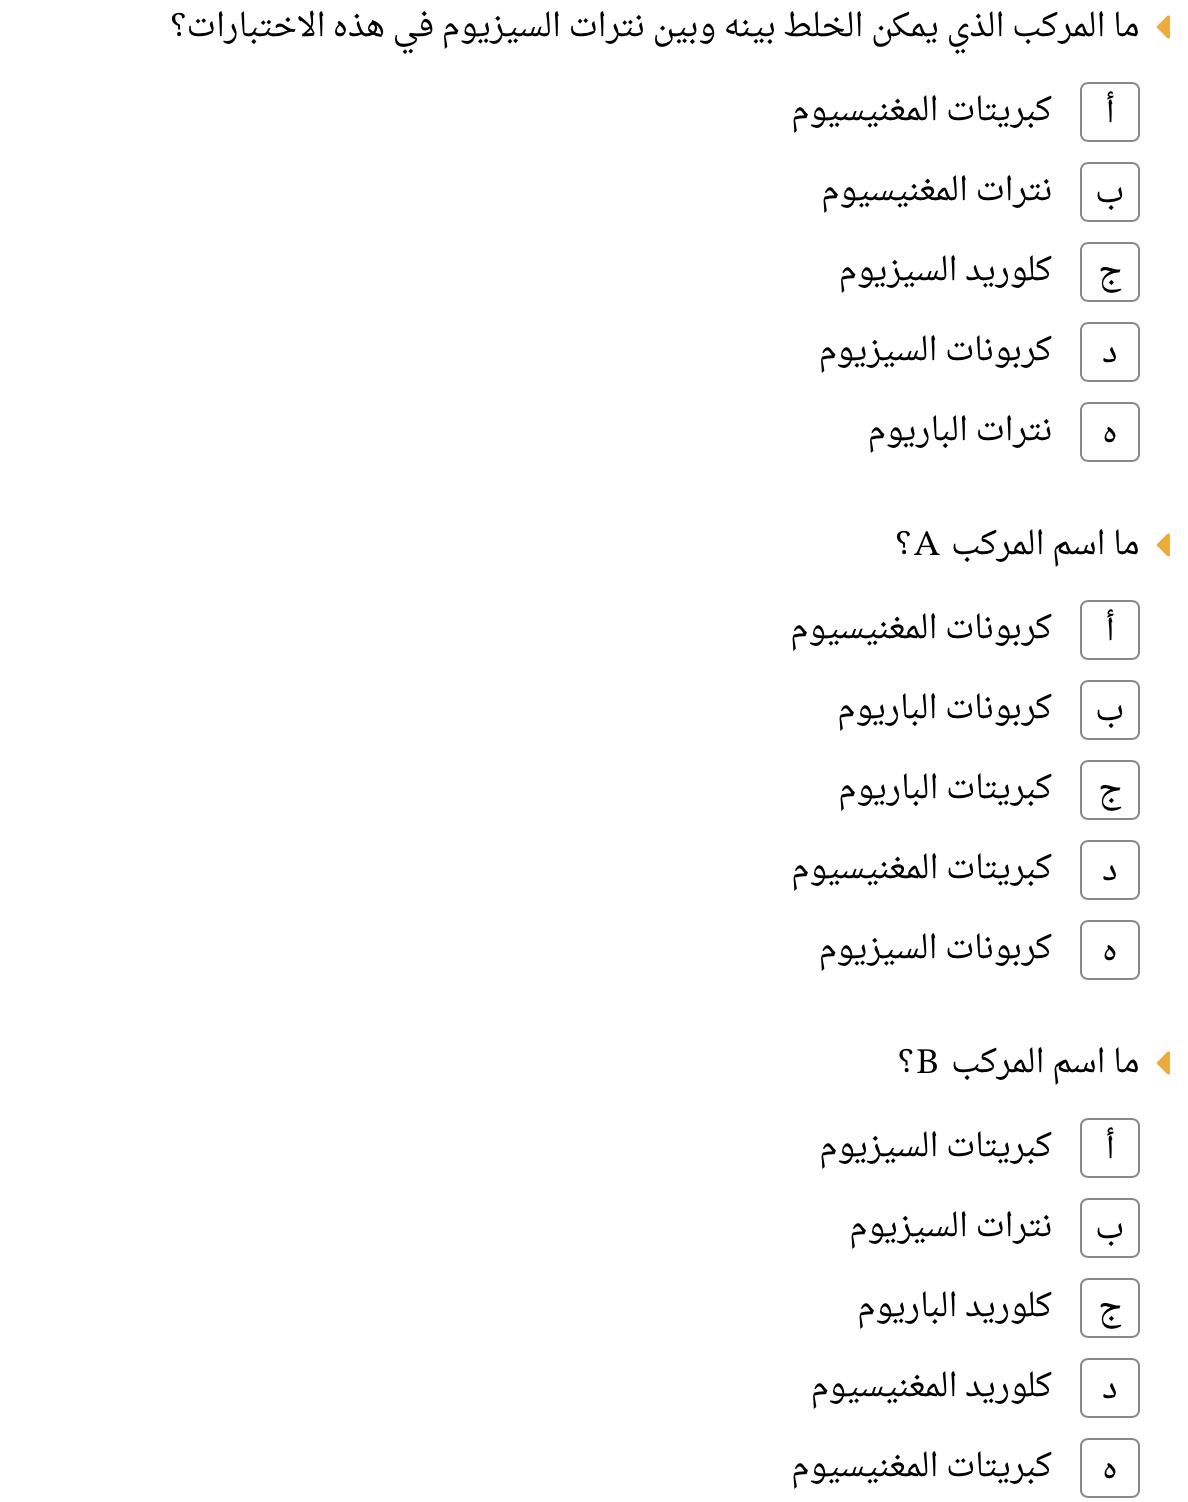 ما المركب الذي يمكن الخلط بينه وبين نترات السيزيوم في هذه الاختبارات؟
أ كبريتات المغنيسيوم
ب نترات المغنيسيوم
ج كلوريد السيزيوم
د كربونات السيزيوم
ه نترات الباريوم
ما اسم المركب A؟
أ كربونات المغنيسيوم
ب كربونات الباريوم
ج كبريتات الباريوم
د كبريتات المغنيسيوم
ه كربونات السيزيوم
ما اسم المركب B؟
أ كبريتات السيزيوم
ب نترات السيزيوم
ج كلوريد الباريوم
د كلوريد المغنيسيوم
ه كبريتات المغنيسيوم